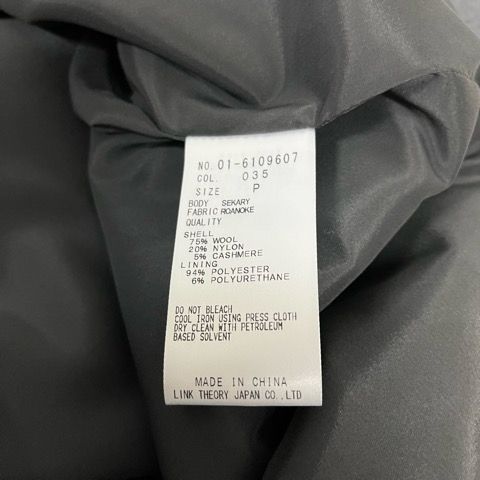 NO. 01-6109607
COL. 035
SIZE P
BODY SEKARY
FABRIC ROANOKE
QUALITY
SHELL
75% WOOL
20% NYLON
5% CASHMERE
LINING
94% POLYESTER
6% POLYURETHANE
DO NOT BLEACH
COOL IRON USING PRESS CLOTH
DRY CLEAN WITH PETROLEUM
BASED SOLVENT
MADE IN CHINA
LINK THEORY JAPAN CO., LTD